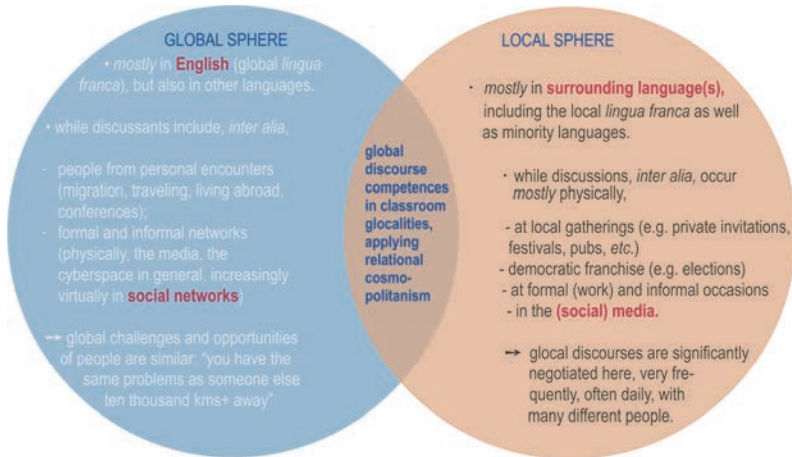 GLOBAL SPHERE
• mostly in English (global lingua
franca), but also in other languages.
• while discussants include, inter alia,
- people from personal encounters
(migration, traveling, living abroad,
conferences);
- formal and informal networks
(physically, the media, the
cyberspace in general, increasingly
virtually in social networks)
➙ global challenges and opportunities
of people are similar: “you have the
same problems as someone else
ten thousand kms+ away”
global
discourse
competences
in classroom
glocalities,
applying
relational
cosmo-
politanism
LOCAL SPHERE
• mostly in surrounding language(s),
including the local lingua franca as well
as minority languages.
• while discussions, inter alia, occur
mostly physically,
- at local gatherings (e.g. private invitations,
festivals, pubs, etc.)
- democratic franchise (e.g. elections)
- at formal (work) and informal occasions
- in the (social) media.
➙ glocal discourses are significantly
negotiated here, very fre-
quently, often daily, with
many different people.